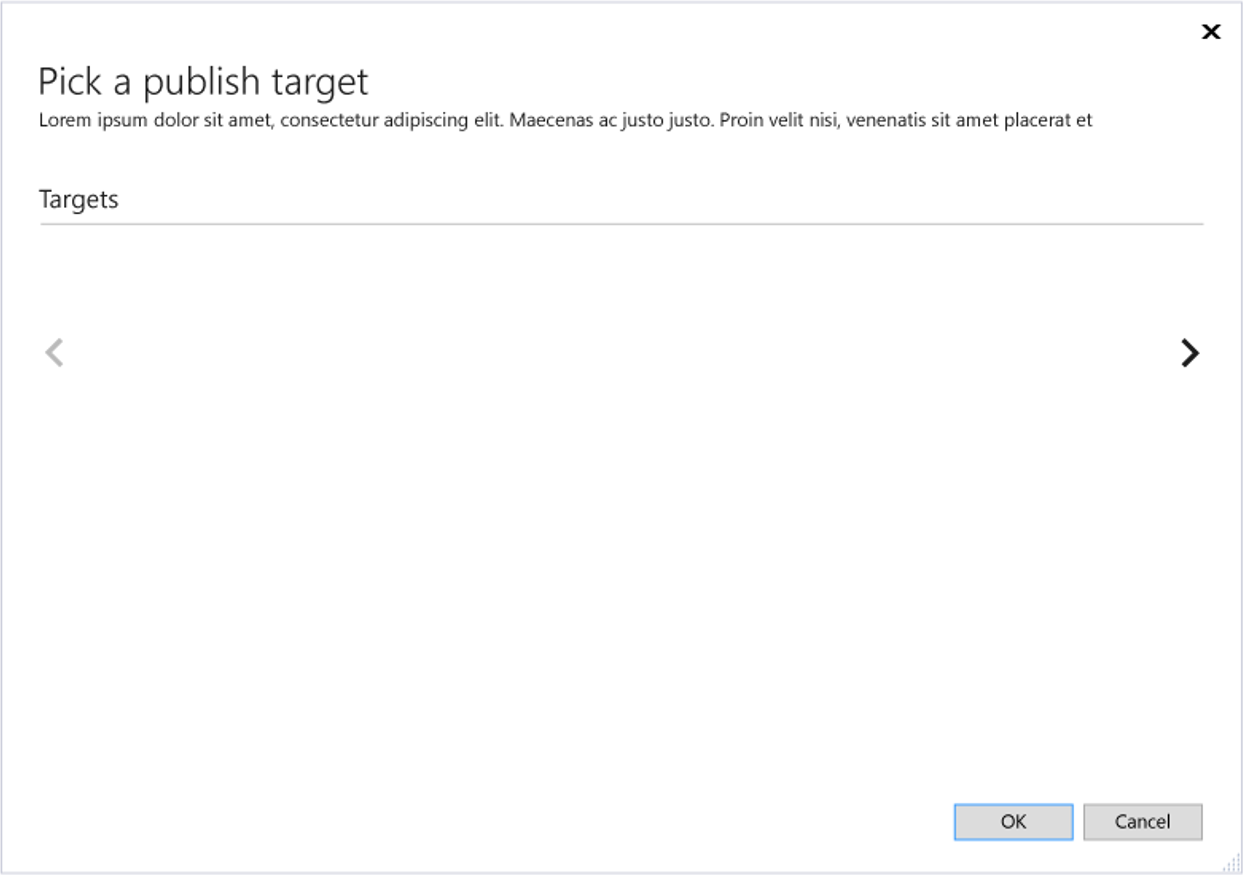 Pick a publish target
Lorem ipsum dolor sit amet, consectetur adipiscing elit. Maecenas ac justo justo. Proin velit nisi, venenatis sit amet placerat et
Targets
OK Cancel